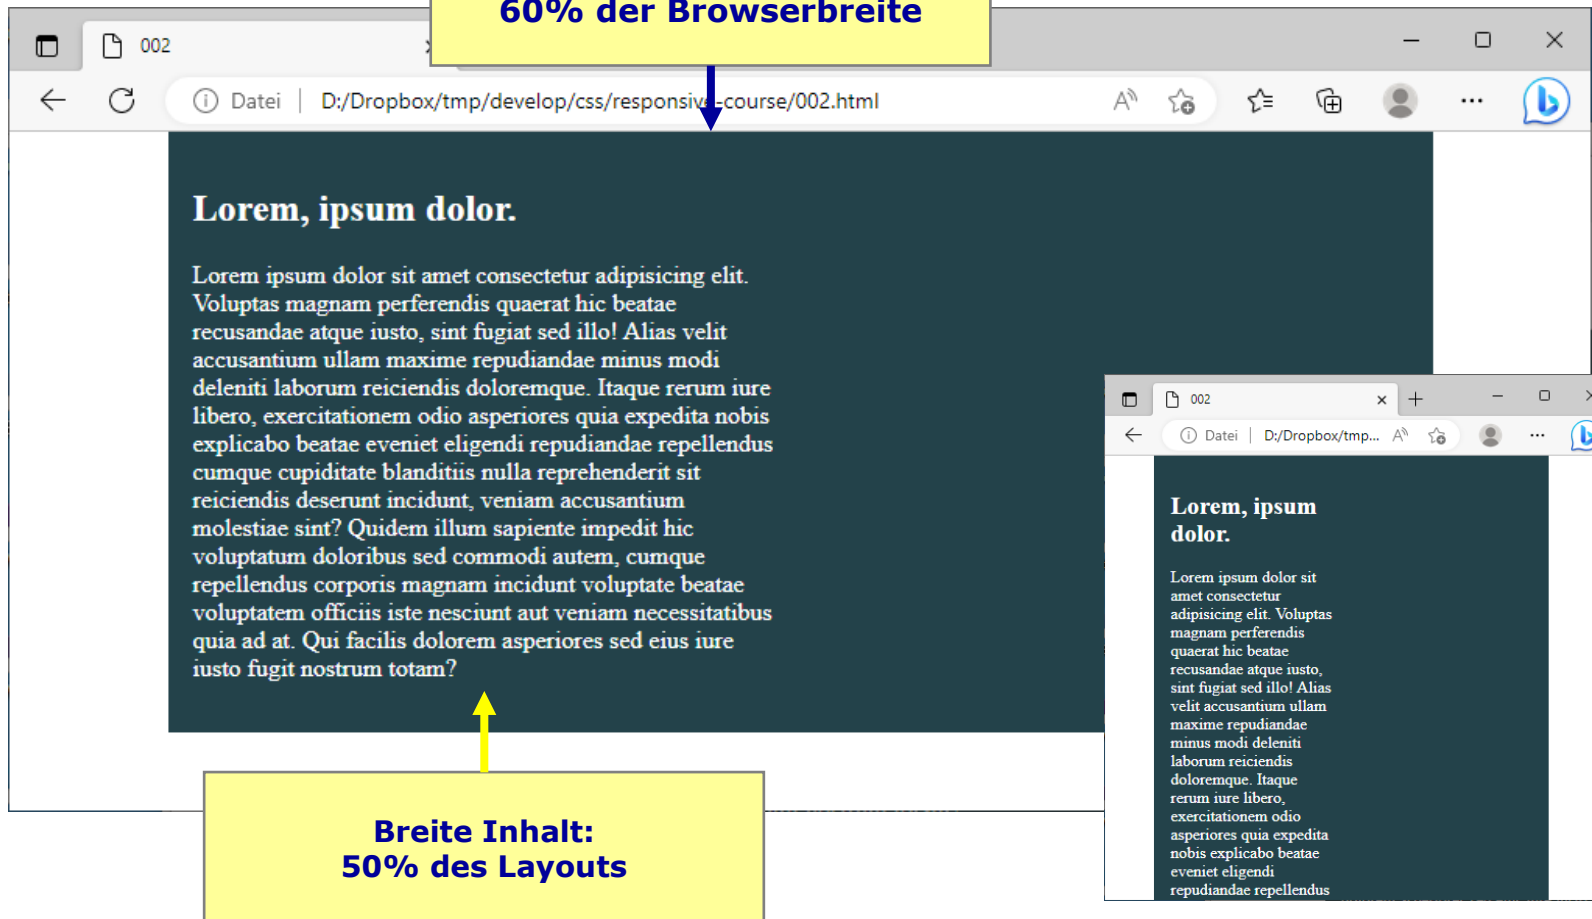 60% der Browserbreite
002
Datei | D:/Dropbox/tmp/develop/css/responsive-course/002.html
Lorem, ipsum dolor.
Lorem ipsum dolor sit amet consectetur adipisicing elit.
Voluptas magnam perferendis quaerat hic beatae
recusandae atque iusto, sint fugiat sed illo! Alias velit
accusantium ullam maxime repudiandae minus modi
deleniti laborum reiciendis doloremque. Itaque rerum iure
libero, exercitationem odio asperiores quia expedita nobis
explicabo beatae eveniet eligendi repudiandae repellendus
cumque cupiditate blanditiis nulla reprehenderit sit
reiciendis deserunt incidunt, veniam accusantium
molestiae sint? Quidem illum sapiente impedit hic
voluptatum doloribus sed commodi autem, cumque
repellendus corporis magnam incidunt voluptate beatae
voluptatem officiis iste nesciunt aut veniam necessitatibus
quia ad at. Qui facilis dolorem asperiores sed eius iure
iusto fugit nostrum totam?
Breite Inhalt:
50% des Layouts
002
Datei | D:/Dropbox/tmp...
Lorem, ipsum
dolor.
Lorem ipsum dolor sit
amet consectetur
adipisicing elit. Voluptas
magnam perferendis
quaerat hic beatae
recusandae atque iusto,
sint fugiat sed illo! Alias
velit accusantium ullam
maxime repudiandae
minus modi deleniti
laborum reiciendis
doloremque. Itaque
rerum iure libero,
exercitationem odio
asperiores quia expedita
nobis explicabo beatae
eveniet eligendi
repudiandae repellendus